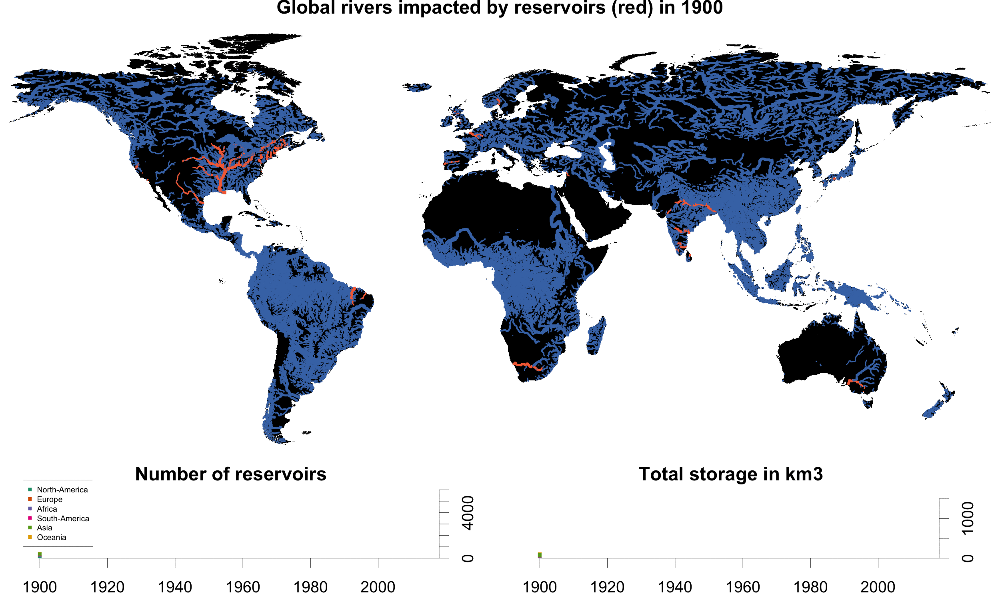 Global rivers impacted by reservoirs (red) in 1900
Number of reservoirs
North-America
Europe
Africa
South-America
Asia
Oceania
0
4000
1900 1920 1940 1960 1980 2000
Total storage in km3
0
1000
1900 1920 1940 1960 1980 2000